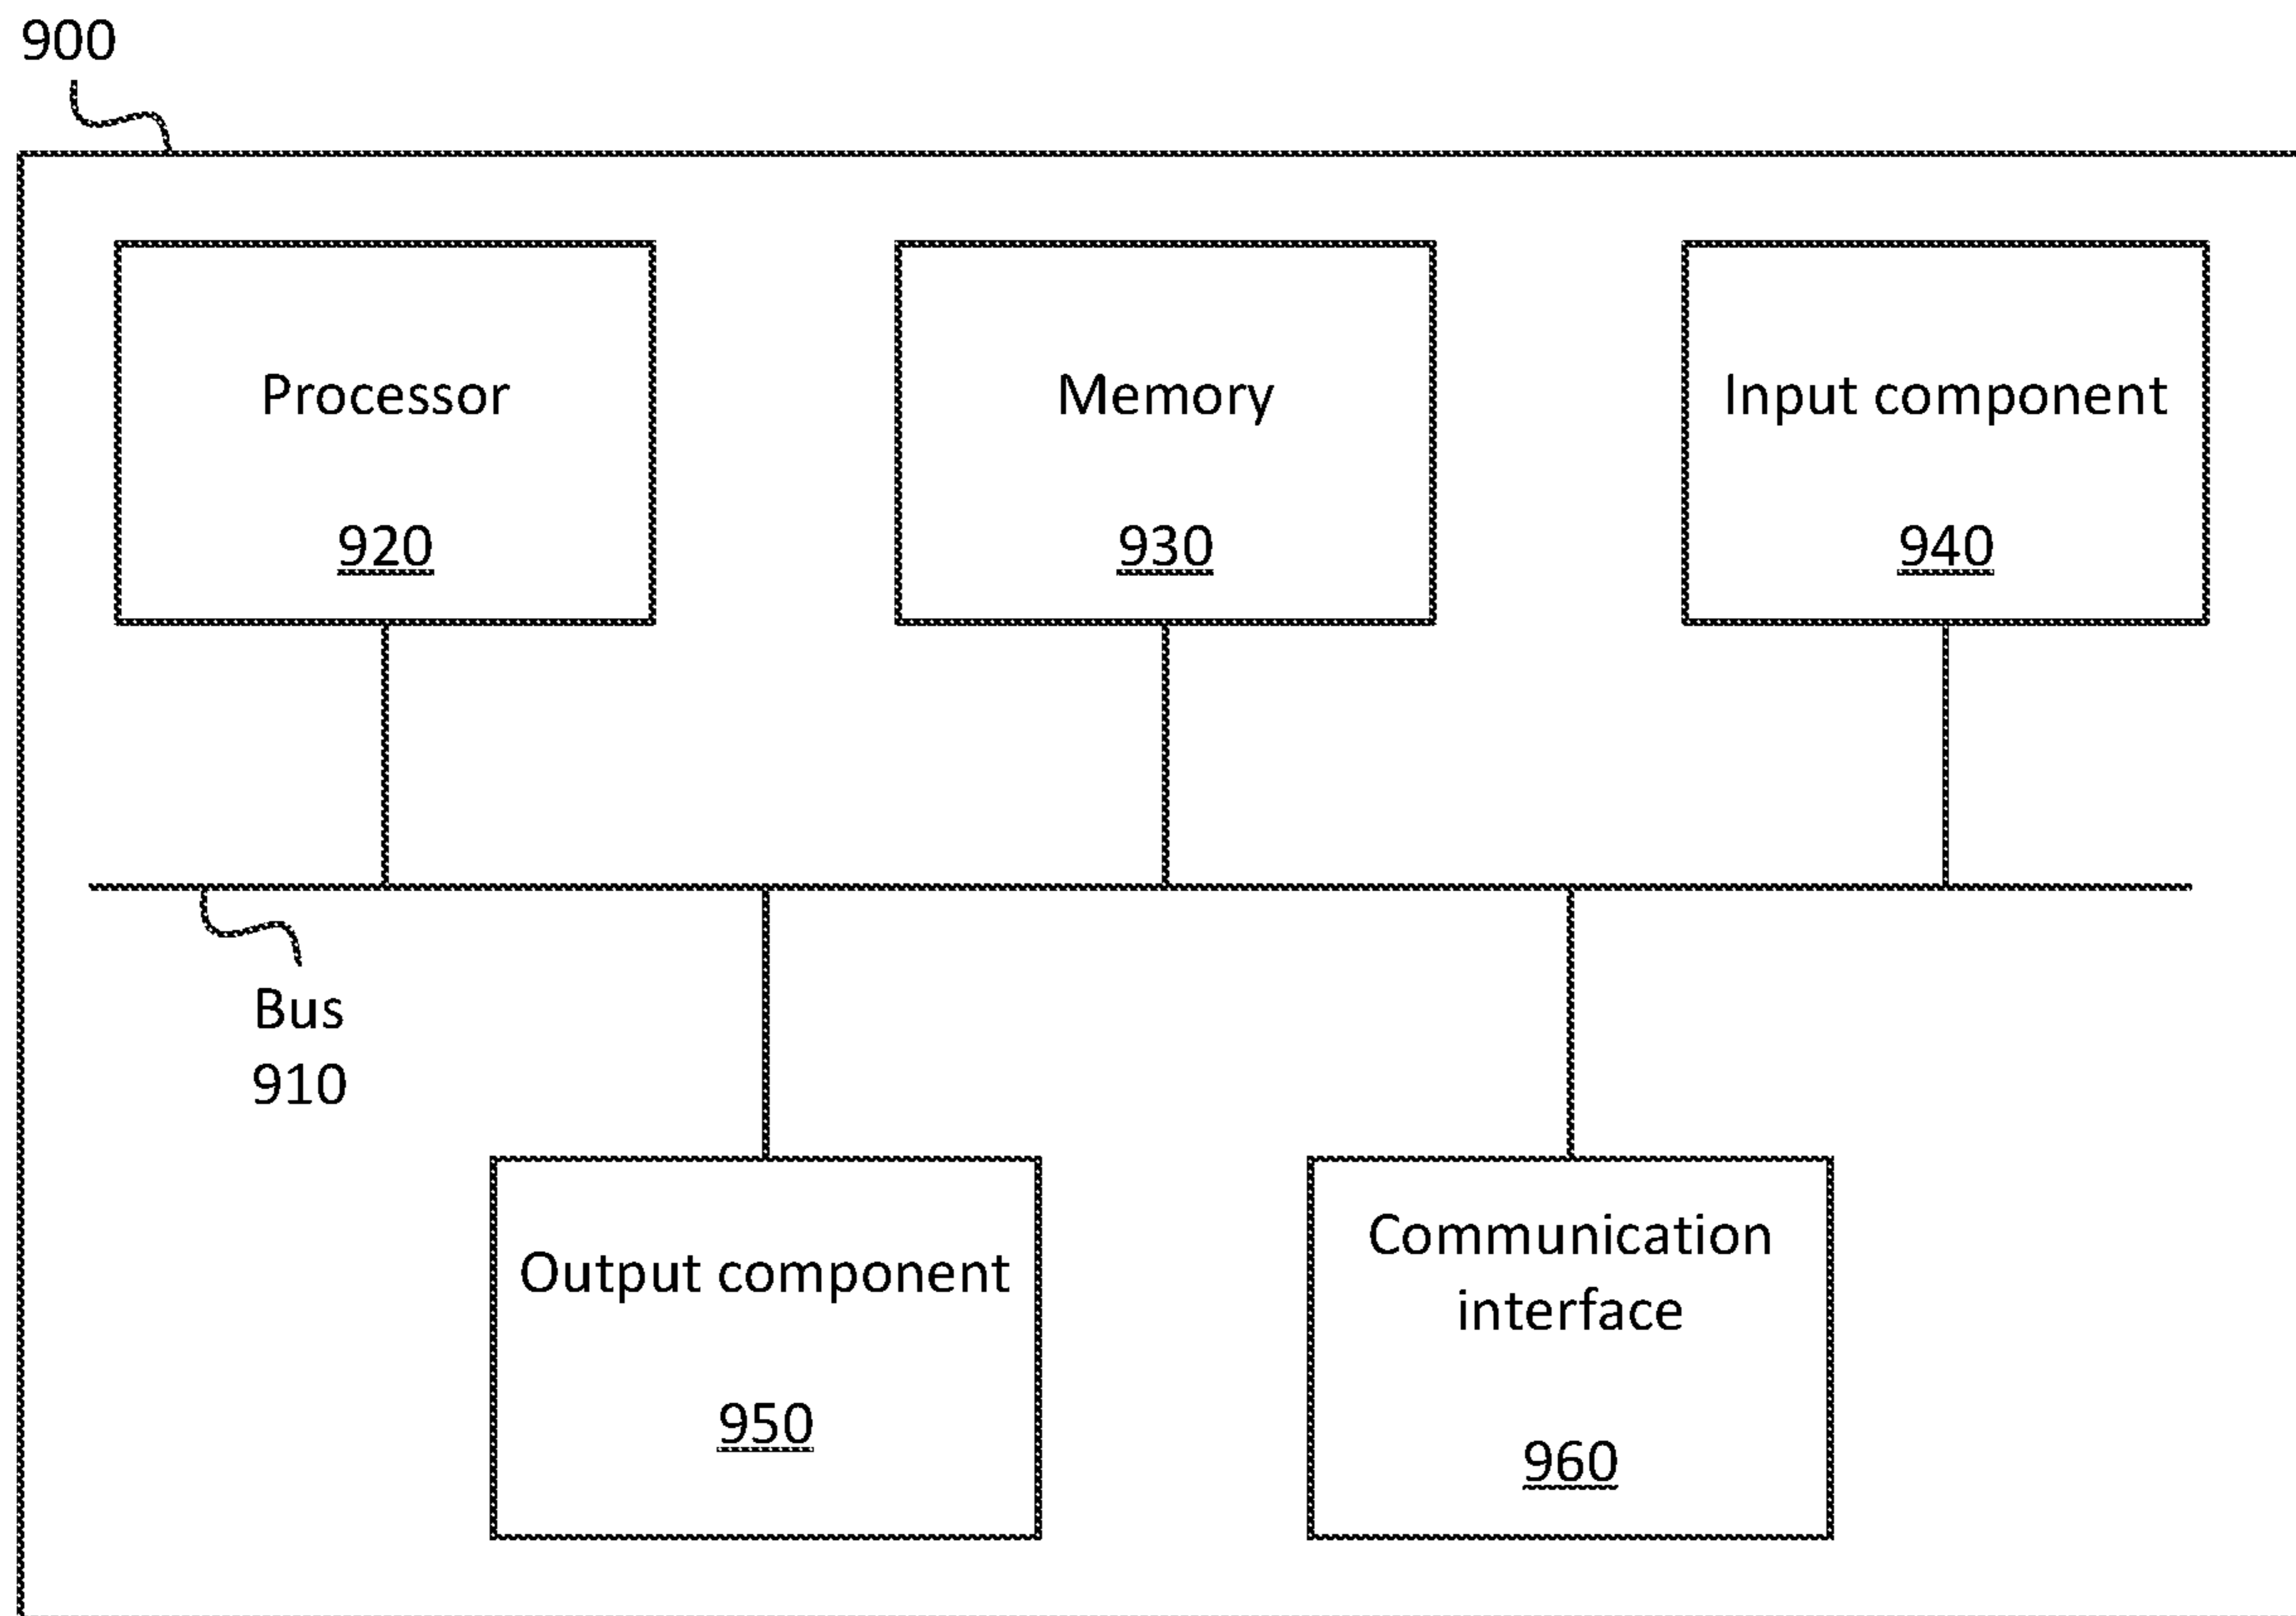 900
Processor
920
Memory
930
Input component
940
Bus
910
Output component
950
Communication
interface
960